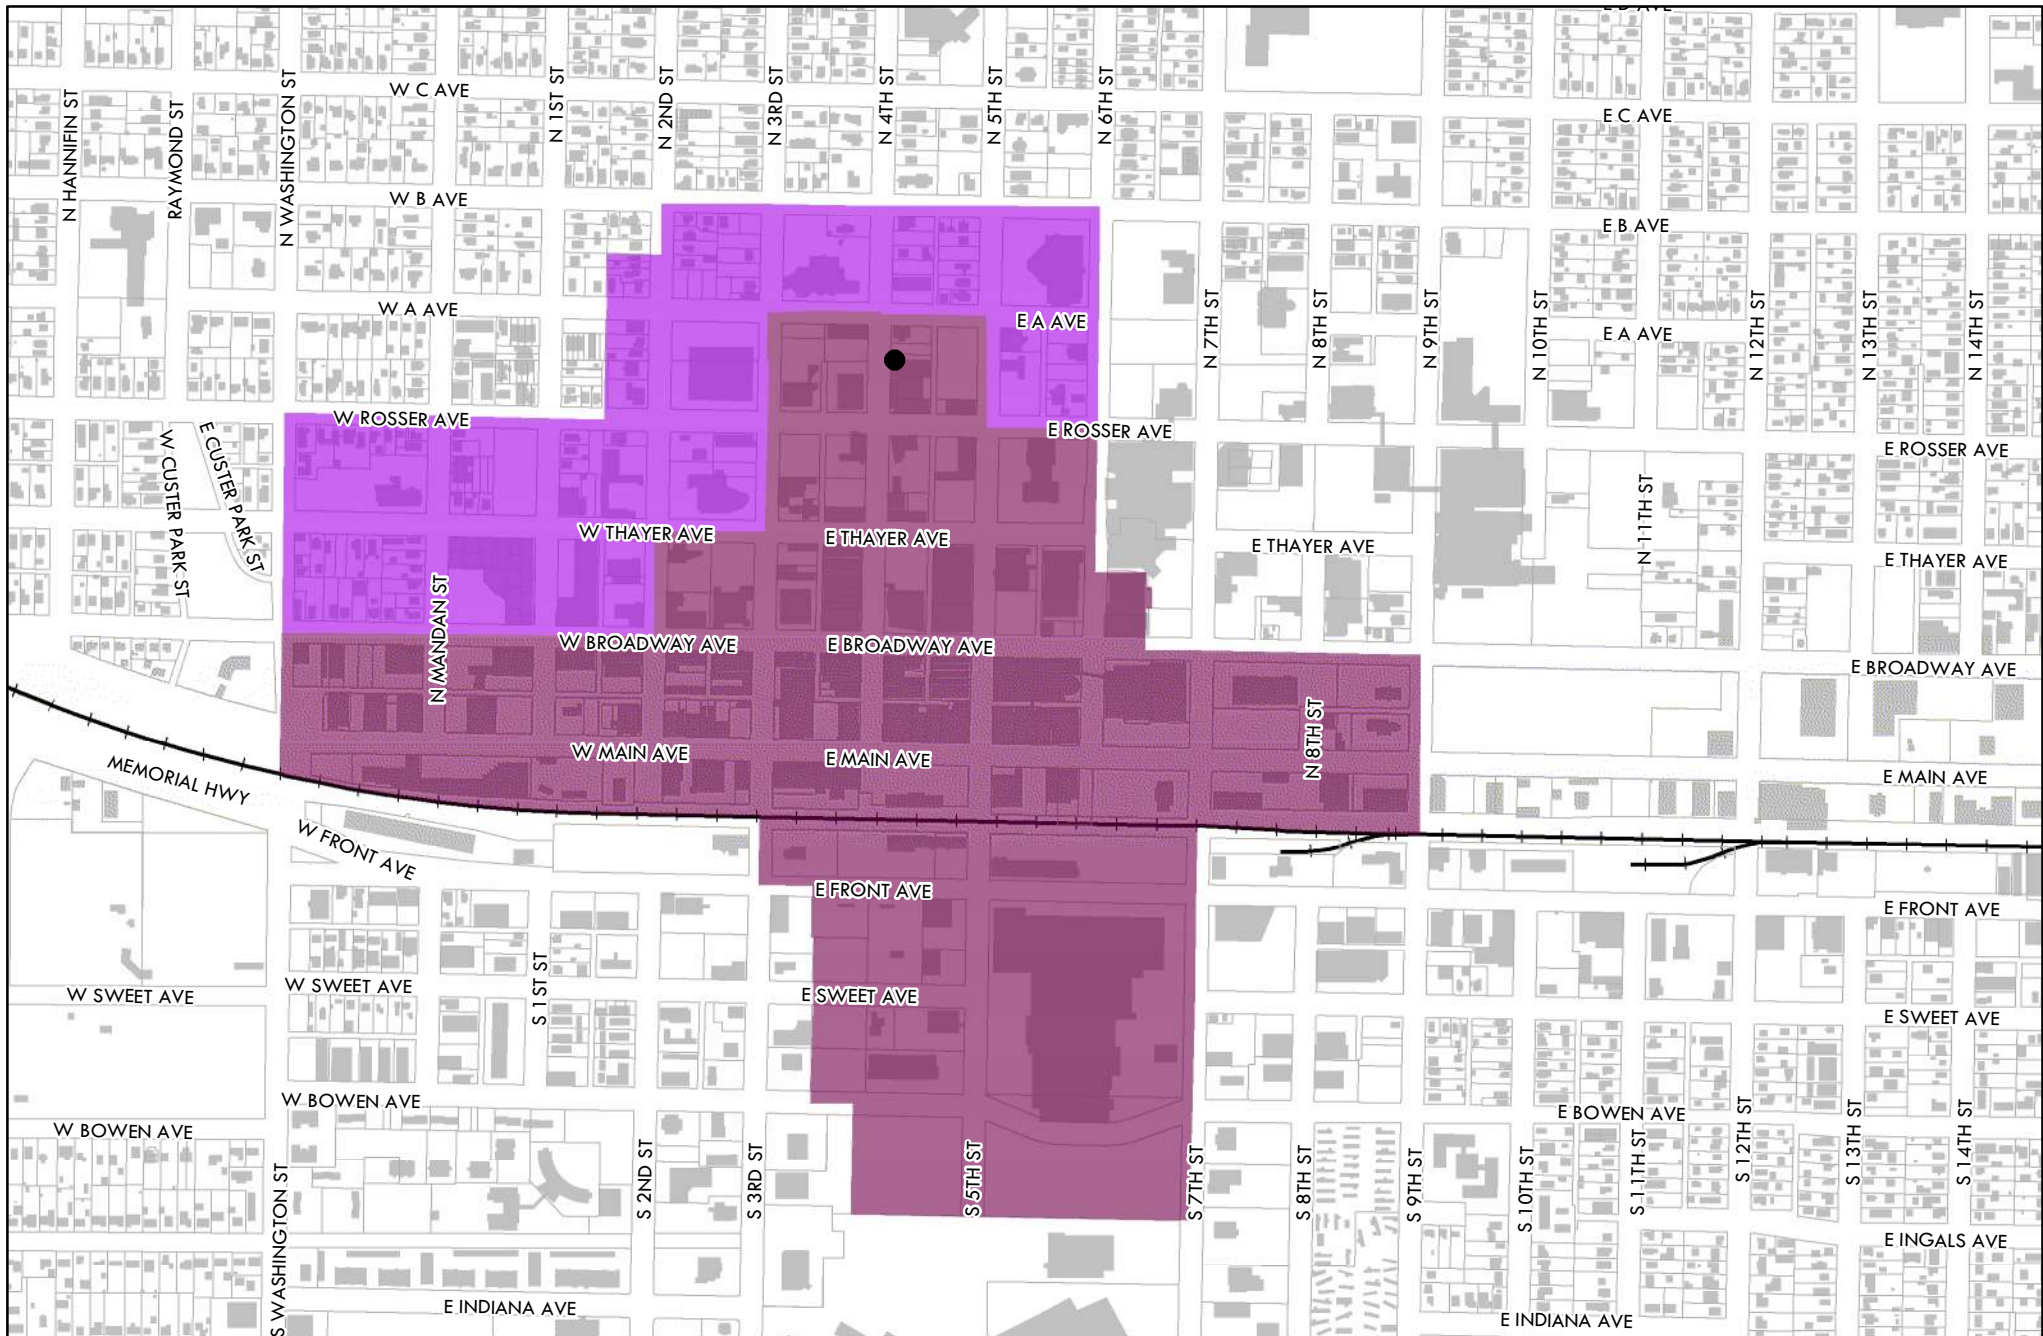 W C AVE
E C AVE
N HANNIFIN ST
RAYMOND ST
N WASHINGTON ST
N 1ST ST
N 2ND ST
N 3RD ST
N 4TH ST
N 5TH ST
N 6TH ST
W B AVE
E B AVE
W A AVE
E A AVE
E A AVE
N 7TH ST
N 8TH ST
N 9TH ST
N 10TH ST
N 12TH ST
N 13TH ST
N 14TH ST
W ROSSER AVE
E ROSSER AVE
E ROSSER AVE
W CUSTER PARK ST
E CUSTER PARK ST
N 11TH ST
W THAYER AVE
E THAYER AVE
E THAYER AVE
E THAYER AVE
N MANDAN ST
W BROADWAY AVE
E BROADWAY AVE
E BROADWAY AVE
N 8TH ST
W MAIN AVE
E MAIN AVE
E MAIN AVE
MEMORIAL HWY
W FRONT AVE
E FRONT AVE
E FRONT AVE
W SWEET AVE
W SWEET AVE
S 1ST ST
E SWEET AVE
E SWEET AVE
W BOWEN AVE
W BOWEN AVE
E BOWEN AVE
S WASHINGTON ST
S 2ND ST
S 3RD ST
S 5TH ST
S 7TH ST
S 8TH ST
S 9TH ST
S 10TH ST
S 11TH ST
S 12TH ST
S 13TH ST
S 14TH ST
E INGALS AVE
E INDIANA AVE
E INDIANA AVE